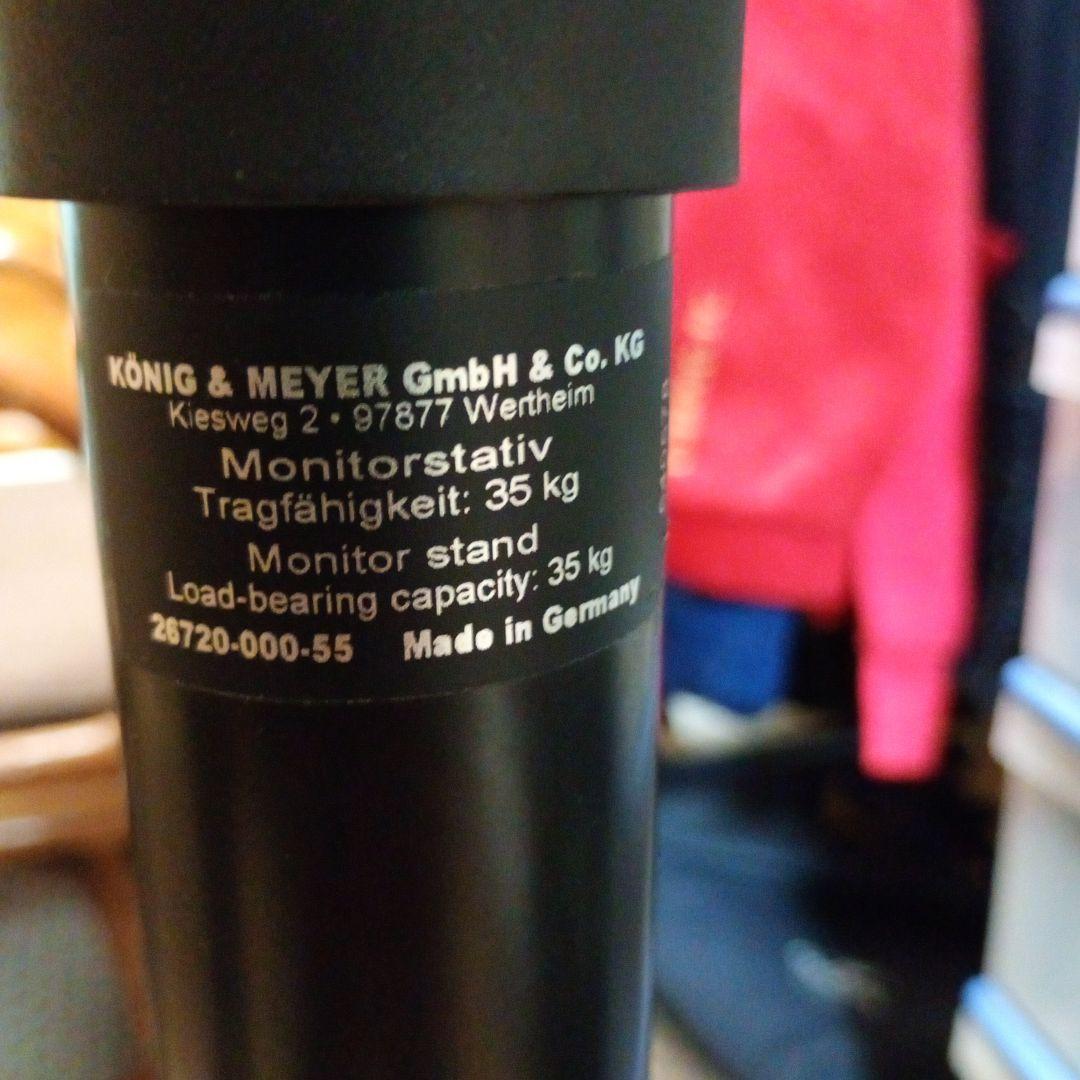 KÖNIG & MEYER GmbH & Co. KG
Kiesweg 2 • 97877 Wertheim
Monitorstativ
Tragfähigkeit: 35 kg
Monitor stand
Load-bearing capacity: 35 kg
26720-000-55 Made in Germany